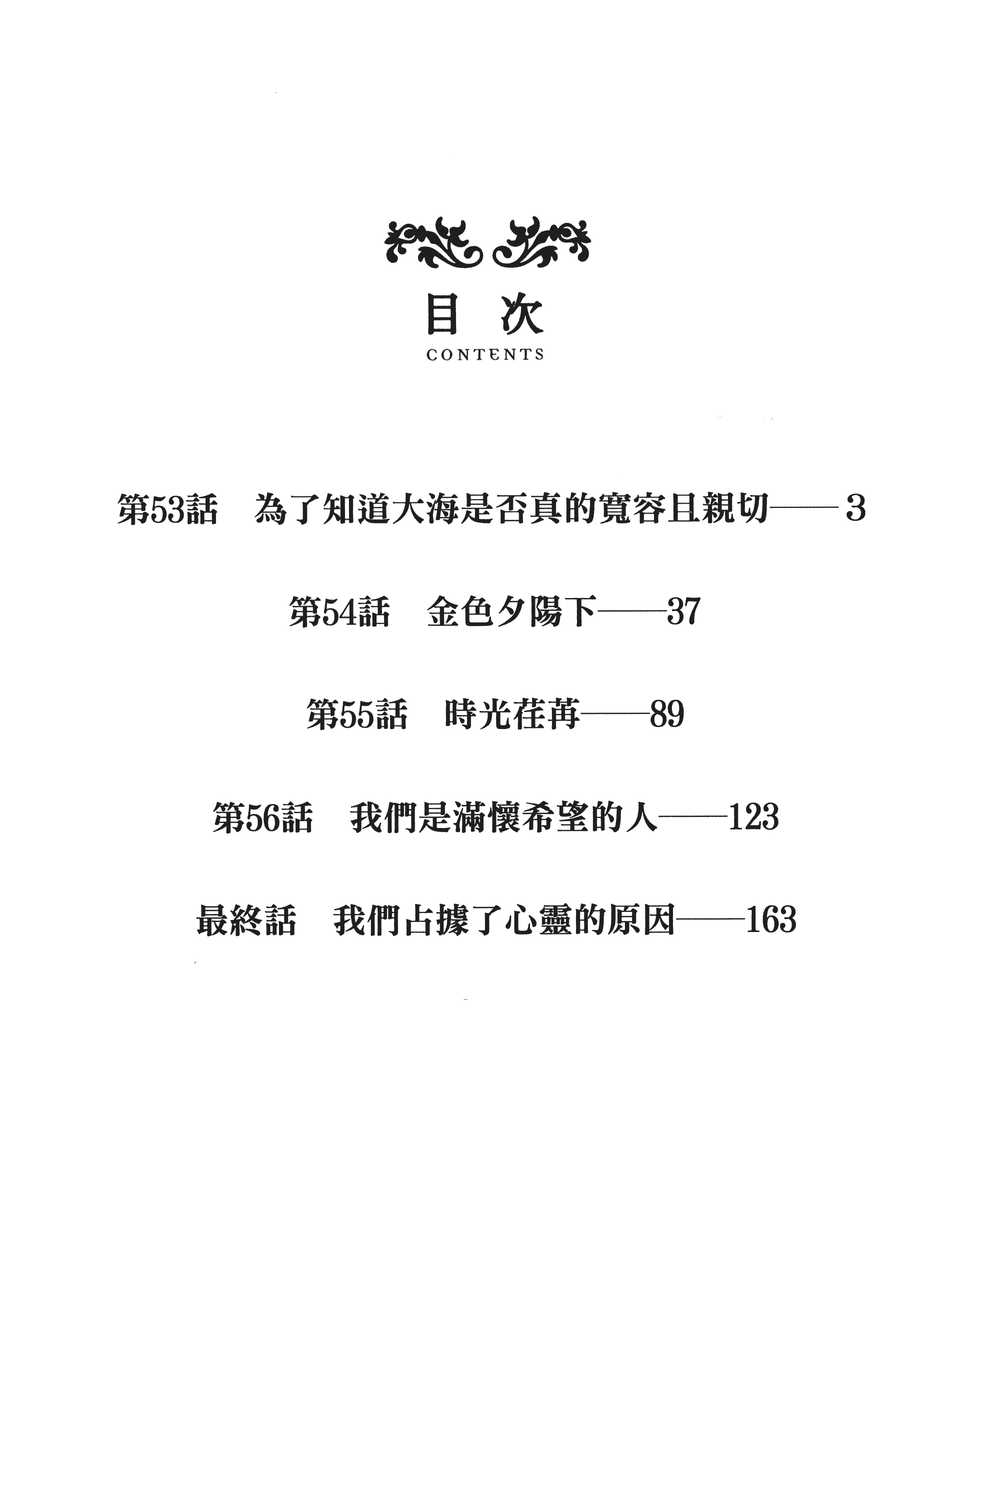 目 次
CONTENTS
第53話　為了知道大海是否真的寬容且親切——3
第54話　金色夕陽下——37
第55話　時光荏苒——89
第56話　我們是滿懷希望的人——123
最終話　我們占據了心靈的原因——163